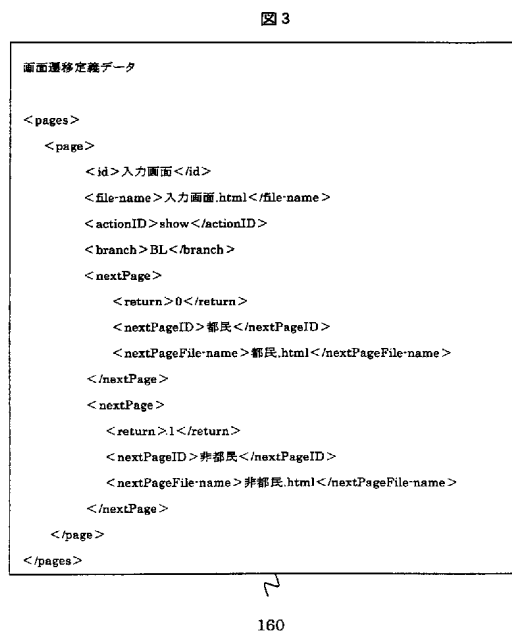 図3
画面遷移定義データ
<pages>
<page>
<id>入力画面</id>
<file-name>入力画面.html</file-name>
<actionID>show</actionID>
<branch>BL</branch>
<nextPage>
<return>0</return>
<nextPageID>都民</nextPageID>
<nextPageFile-name>都民.html</nextPageFile-name>
</nextPage>
<nextPage>
<return>1</return>
<nextPageID>非都民</nextPageID>
<nextPageFile-name>非都民.html</nextPageFile-name>
</nextPage>
</page>
</pages>
160